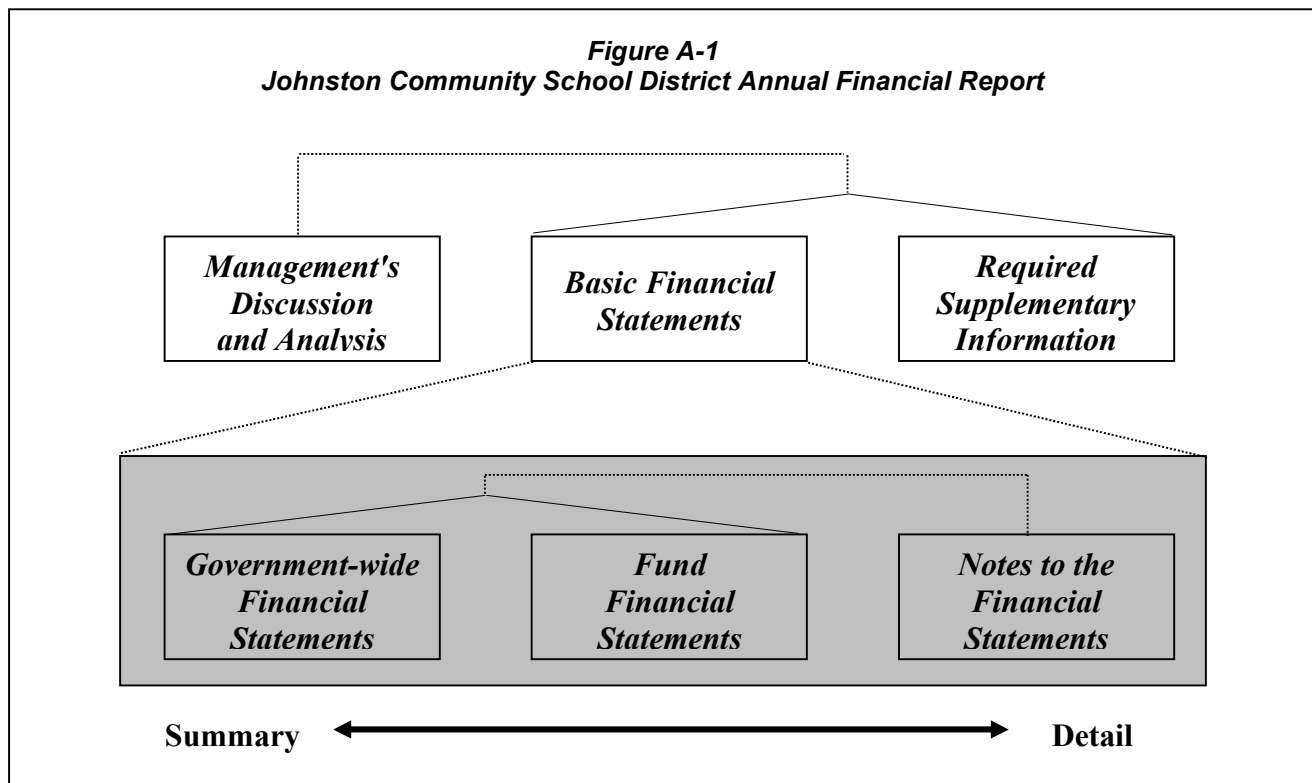 Figure A-1
Johnston Community School District Annual Financial Report
Management's
Discussion
and Analysis
Basic Financial
Statements
Required
Supplementary
Information
Government-wide
Financial
Statements
Fund
Financial
Statements
Notes to the
Financial
Statements
Summary
Detail